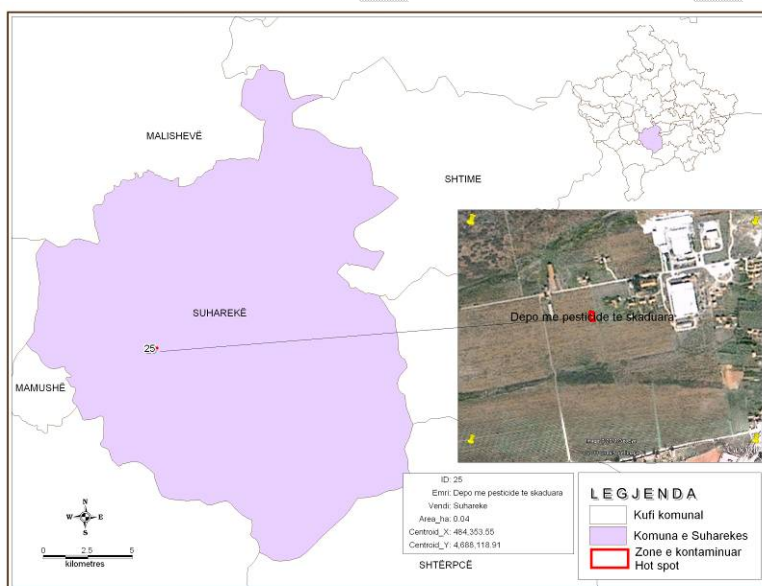 MALISHEVË
SHTIME
SUHAREKË
25
MAMUSHË
SHTËRPCË
Depo me pesticide te skaduara
N
W E
S
0 2.5 5
kilometres
ID: 25
Emri: Depo me pesticide te skaduara
Vendi: Suhareke
Area_ha: 0.04
Centroid_X: 484,353.55
Centroid_Y: 4,688,118.91
LEGJENDA
Kufi komunal
Komuna e Suharekes
Zone e kontaminuar
Hot spot